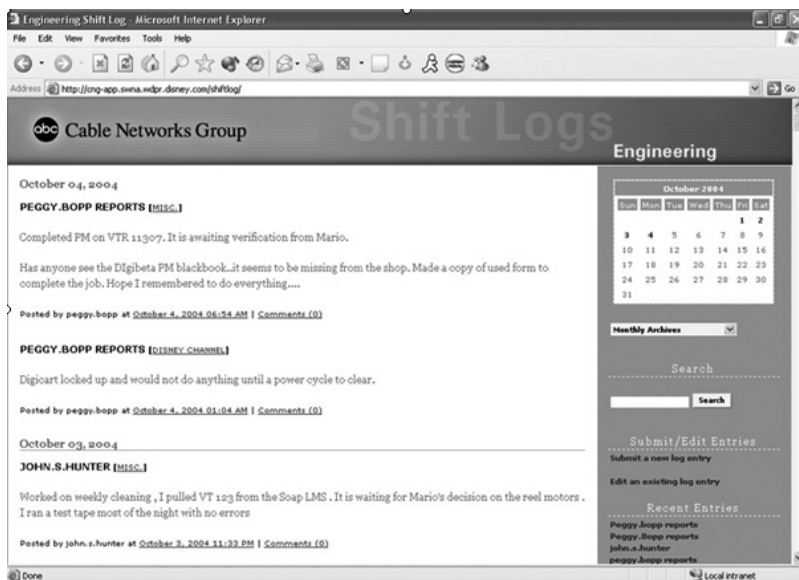 Engineering Shift Log - Microsoft Internet Explorer
File Edit View Favorites Tools Help
Address http://cng-app.swna.wdpr.disney.com/shiftlog/ Go
abc Cable Networks Group
Shift Logs
Engineering
October 04, 2004
PEGGY.BOPP REPORTS [MISC.]
Completed PM on VTR 11307. It is awaiting verification from Mario.
Has anyone see the DIgibeta PM blackbook..it seems to be missing from the shop. Made a copy of used form to
complete the job. Hope I remembered to do everything....
Posted by peggy.bopp at October 4, 2004 06:54 AM | Comments (0)
PEGGY.BOPP REPORTS [DISNEY CHANNEL]
Digicart locked up and would not do anything until a power cycle to clear.
Posted by peggy.bopp at October 4, 2004 01:04 AM | Comments (0)
October 03, 2004
JOHN.S.HUNTER [MISC.]
Worked on weekly cleaning , I pulled VT 123 from the Soap LMS . It is waiting for Mario's decision on the reel motors .
I ran a test tape most of the night with no errors
Posted by john.s.hunter at October 3, 2004 11:33 PM | Comments (0)
October 2004
Sun Mon Tue Wed Thu Fri Sat
1 2
3 4 5 6 7 8 9
10 11 12 13 14 15 16
17 18 19 20 21 22 23
24 25 26 27 28 29 30
31
Monthly Archives
Search
Search
Submit/Edit Entries
Submit a new log entry
Edit an existing log entry
Recent Entries
Peggy.bopp reports
Peggy.Bopp reports
john.s.hunter
peggy.bopp reports
Done Local intranet